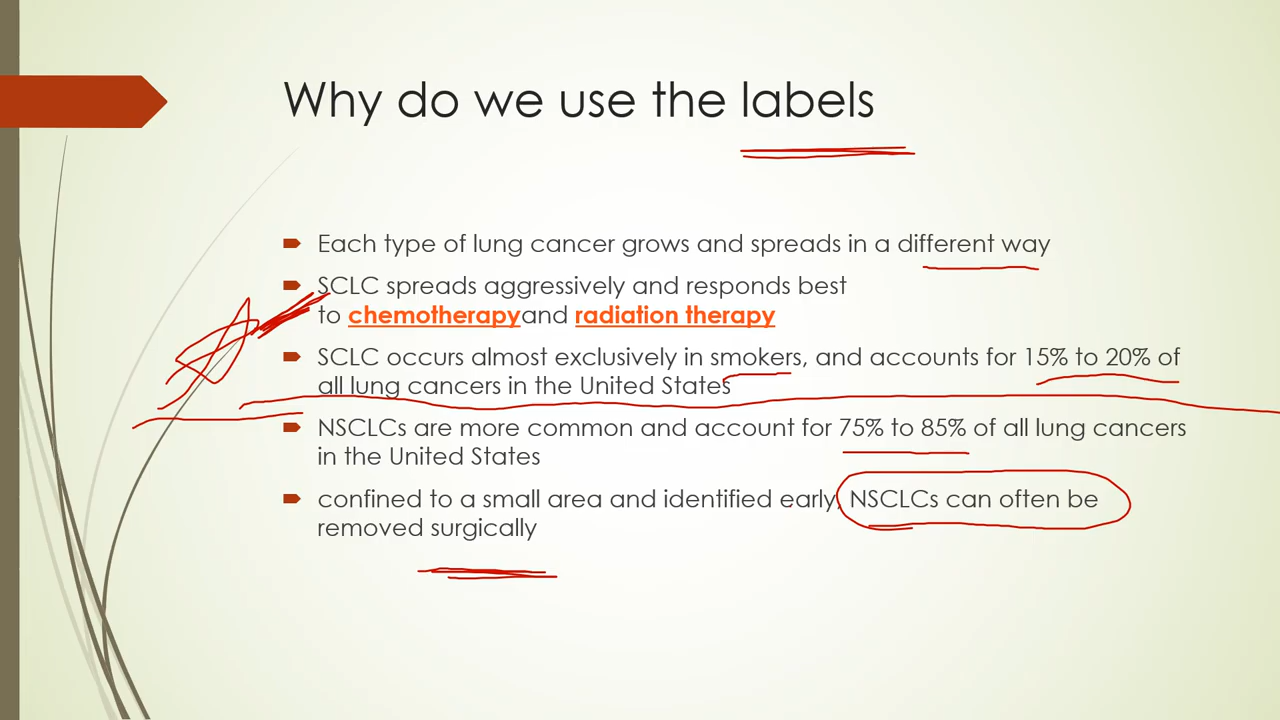 Why do we use the labels
Each type of lung cancer grows and spreads in a different way
SCLC spreads aggressively and responds best
to chemotherapyand radiation therapy
SCLC occurs almost exclusively in smokers, and accounts for 15% to 20% of
all lung cancers in the United States
NSCLCs are more common and account for 75% to 85% of all lung cancers
in the United States
confined to a small area and identified early, NSCLCs can often be
removed surgically